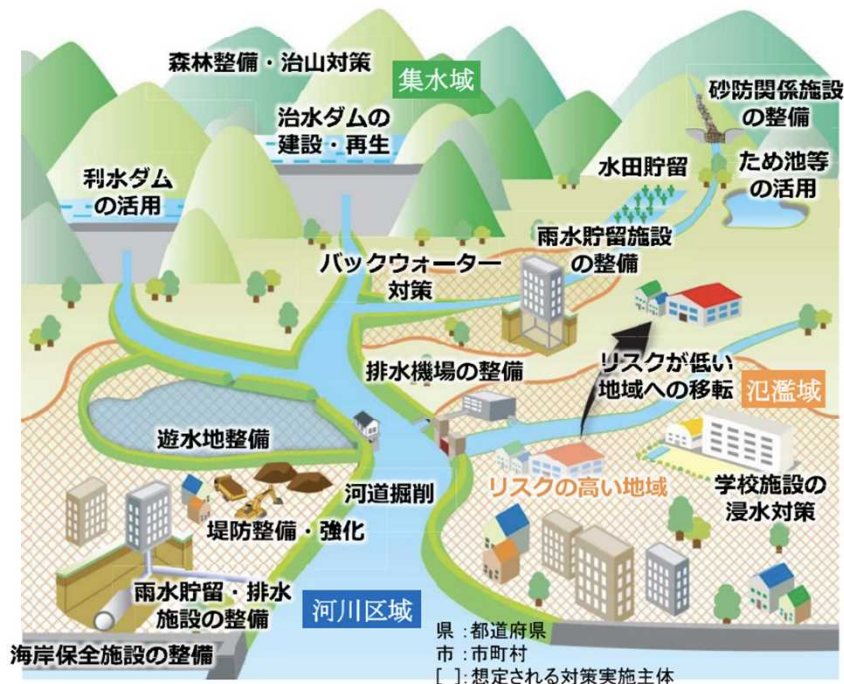 森林整備・治山対策
集水域
治水ダムの
建設・再生
砂防関係施設
の整備
利水ダム
の活用
水田貯留
ため池等
の活用
バックウォーター
対策
雨水貯留施設
の整備
排水機場の整備
リスクが低い
地域への移転
氾濫域
遊水地整備
河道掘削
リスクの高い地域
学校施設の
浸水対策
堤防整備・強化
雨水貯留・排水
施設の整備
河川区域
海岸保全施設の整備
県：都道府県
市：市町村
[　]：想定される対策実施主体